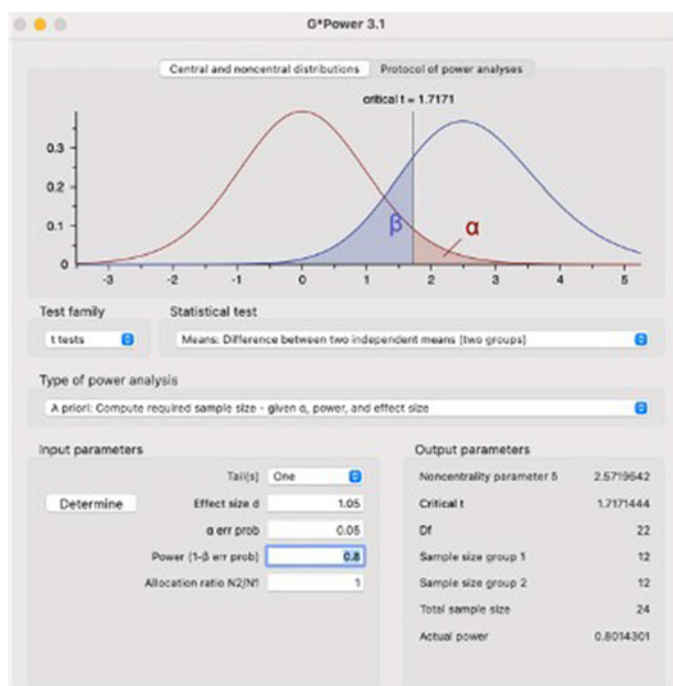 G*Power 3.1
Central and noncentral distributions Protocol of power analyses
critical t = 1.7171
0.3
0.2
0.1
0
β
α
-3 -2 -1 0 1 2 3 4 5
Test family Statistical test
t tests Means: Difference between two independent means (two groups)
Type of power analysis
A priori: Compute required sample size - given α, power, and effect size
Input parameters Output parameters
Tail(s) One Noncentrality parameter δ 2.5719642
Determine Effect size d 1.05 Critical t 1.7171444
α err prob 0.05 Df 22
Power (1-β err prob) 0.8 Sample size group 1 12
Allocation ratio N2/N1 1 Sample size group 2 12
Total sample size 24
Actual power 0.8014301